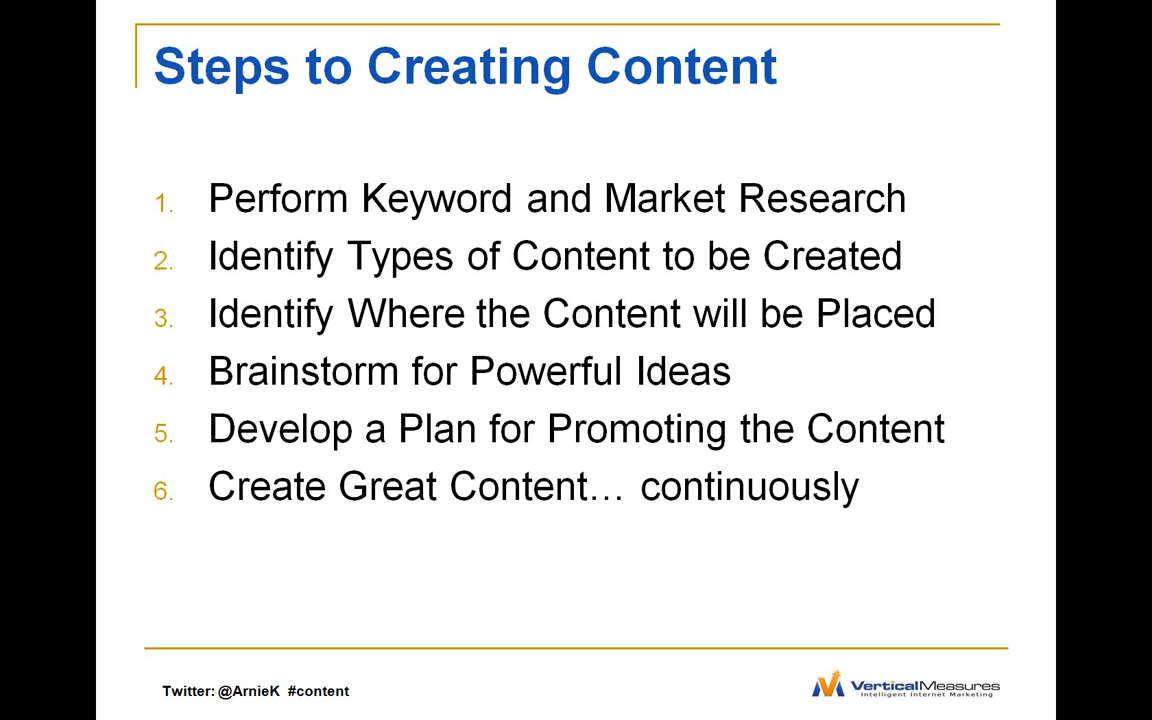 Steps to Creating Content
1. Perform Keyword and Market Research
2. Identify Types of Content to be Created
3. Identify Where the Content will be Placed
4. Brainstorm for Powerful Ideas
5. Develop a Plan for Promoting the Content
6. Create Great Content… continuously
Twitter: @ArnieK #content
VerticalMeasures
Intelligent Internet Marketing